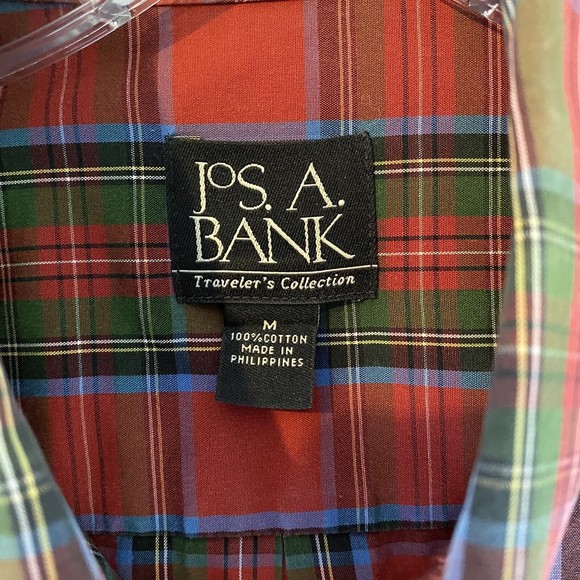 JOS. A.
BANK
Traveler's Collection
M
100% COTTON
MADE IN
PHILIPPINES